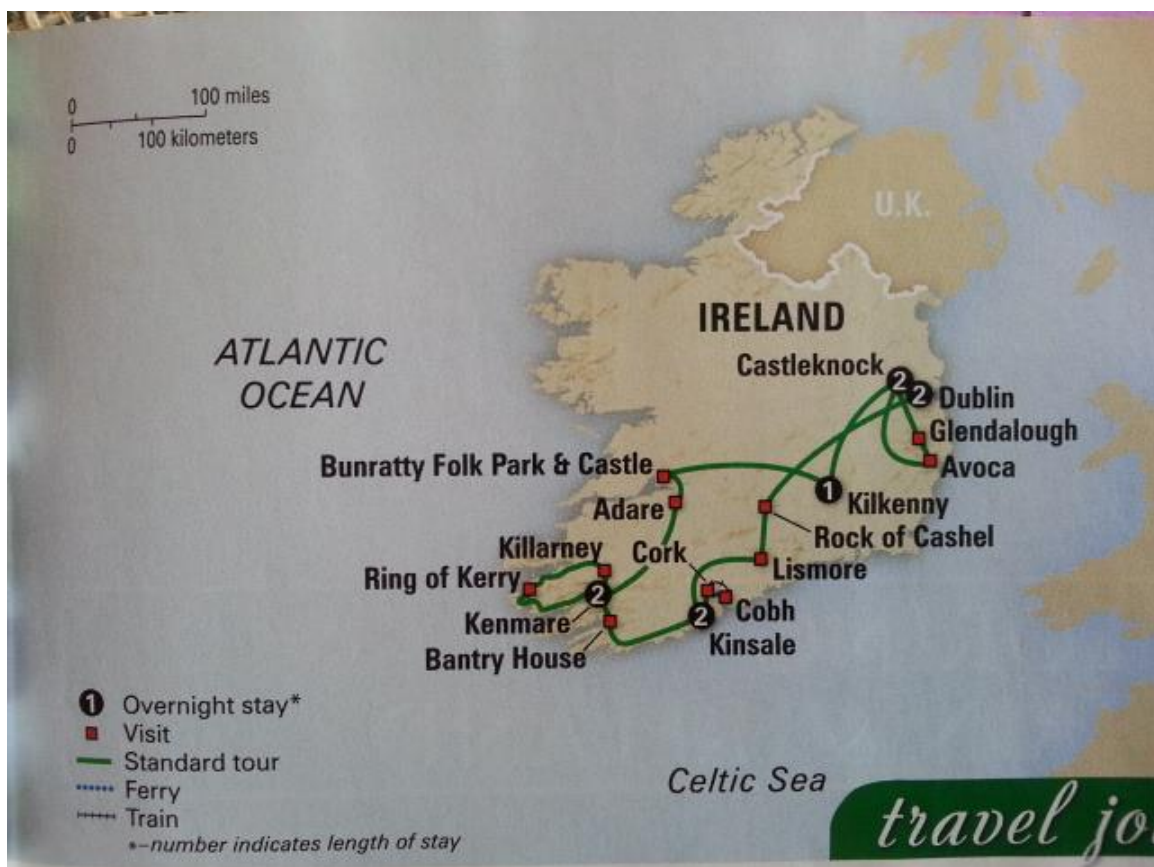 0 100 miles
0 100 kilometers
U.K.
IRELAND
ATLANTIC
OCEAN
Castleknock
2
2
Dublin
Glendalough
Avoca
Bunratty Folk Park & Castle
1
Kilkenny
Adare
Rock of Cashel
Killarney
Cork
Lismore
Ring of Kerry
2
Kenmare
Cobh
2
Kinsale
Bantry House
1 Overnight stay*
Visit
Standard tour
Ferry
Train
*–number indicates length of stay
Celtic Sea
travel jo